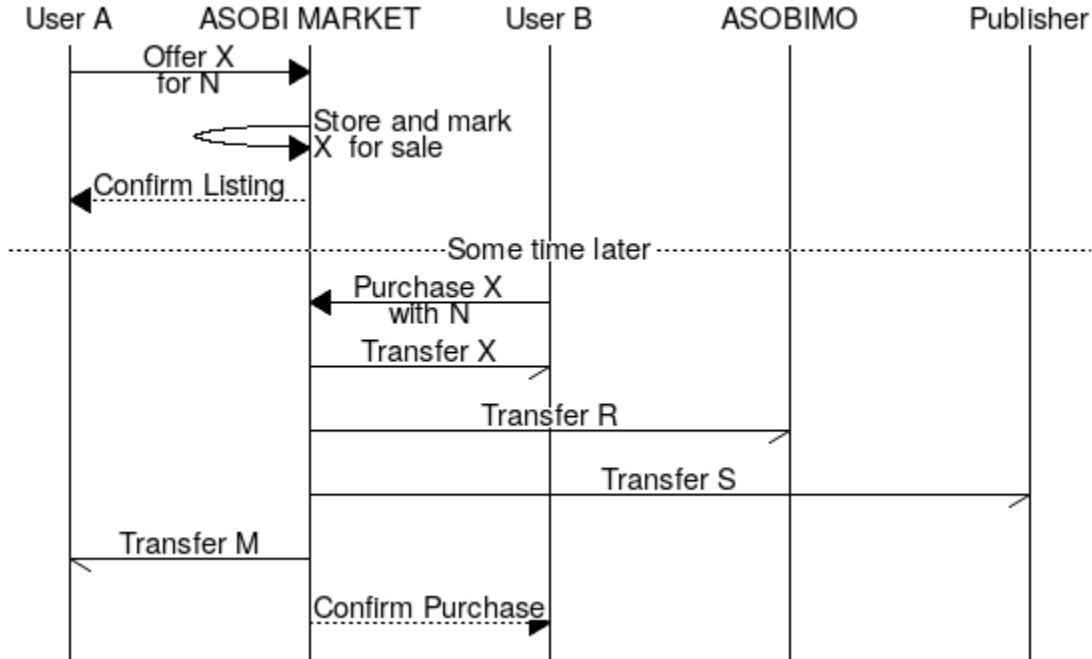 User A
ASOBI MARKET
User B
ASOBIMO
Publisher
Offer X
for N
Store and mark
X for sale
Confirm Listing
Some time later
Purchase X
with N
Transfer X
Transfer R
Transfer S
Transfer M
Confirm Purchase